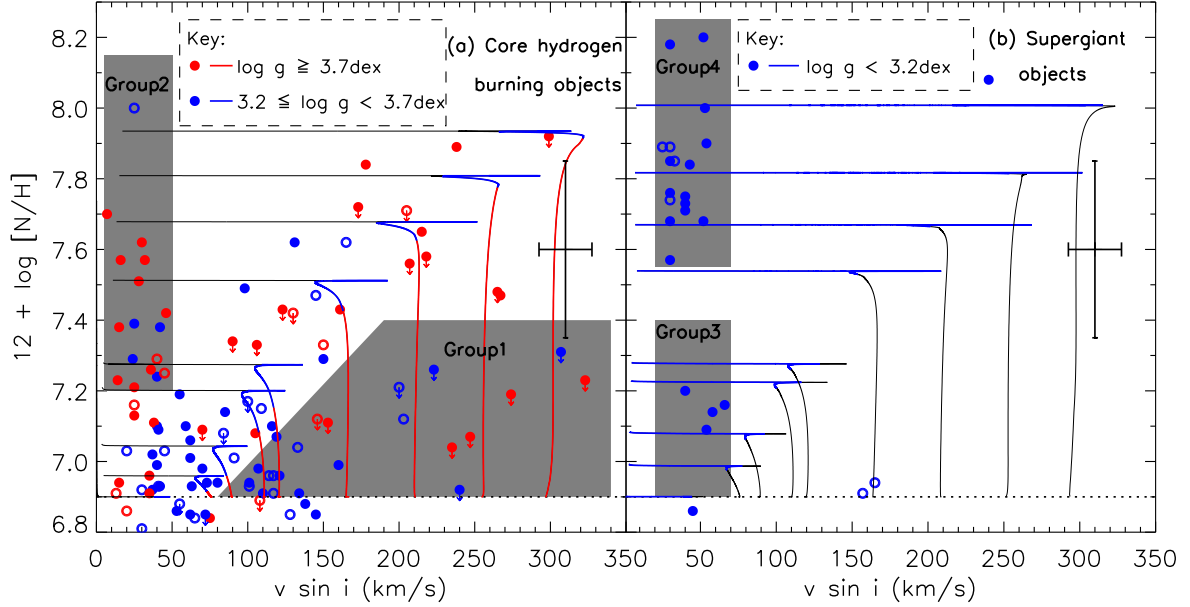 8.2
8.0
7.8
7.6
7.4
7.2
7.0
6.8
12 + log [N/H]
Key:
log g ≧ 3.7dex
3.2 ≦ log g < 3.7dex
(a) Core hydrogen
burning objects
Group2
Group1
0 50 100 150 200 250 300 350
v sin i (km/s)
Key:
log g < 3.2dex
(b) Supergiant
objects
Group4
Group3
50 100 150 200 250 300 350
v sin i (km/s)